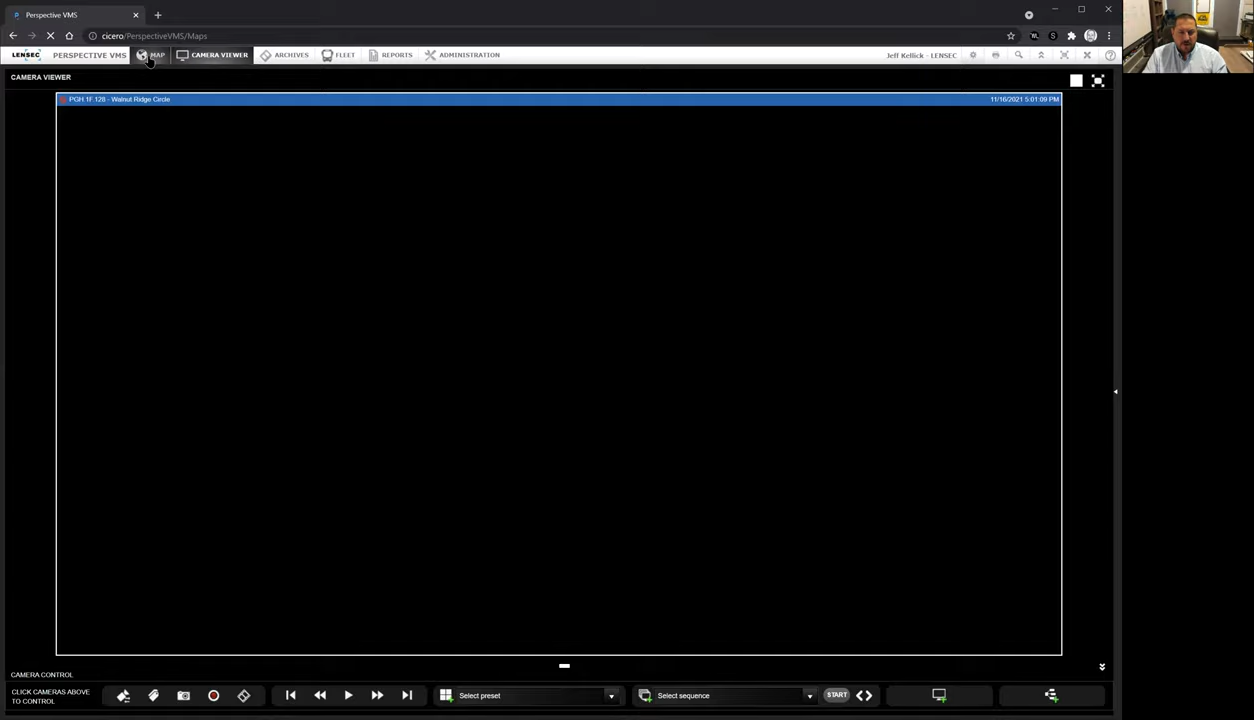 Perspective VMS
cicero/PerspectiveVMS/Maps
LENSEC PERSPECTIVE VMS MAP CAMERA VIEWER ARCHIVES FLEET REPORTS ADMINISTRATION Jeff Kellick - LENSEC
CAMERA VIEWER
PGH.1F.128 - Walnut Ridge Circle 11/16/2021 5:01:09 PM
CAMERA CONTROL
CLICK CAMERAS ABOVE
TO CONTROL
Select preset Select sequence START